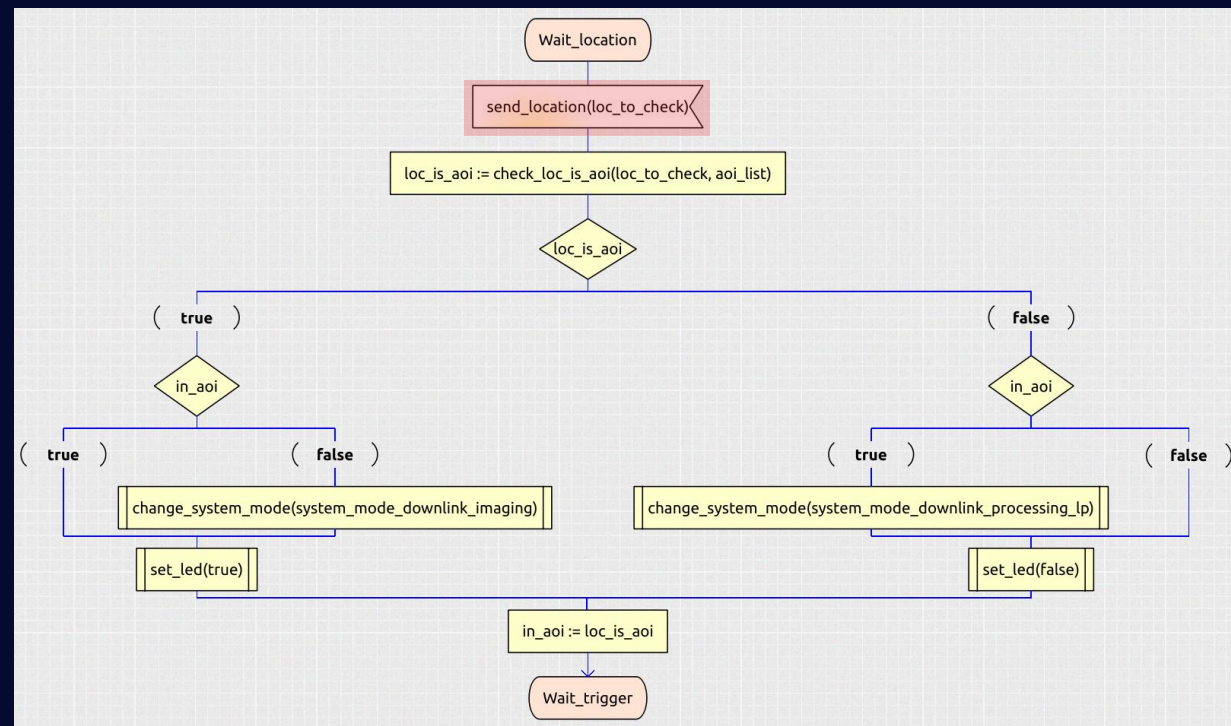 Wait_location
send_location(loc_to_check)
loc_is_aoi := check_loc_is_aoi(loc_to_check, aoi_list)
loc_is_aoi
( true )
( false )
in_aoi
in_aoi
( true )
( false )
( true )
( false )
change_system_mode(system_mode_downlink_imaging)
change_system_mode(system_mode_downlink_processing_lp)
set_led(true)
set_led(false)
in_aoi := loc_is_aoi
Wait_trigger